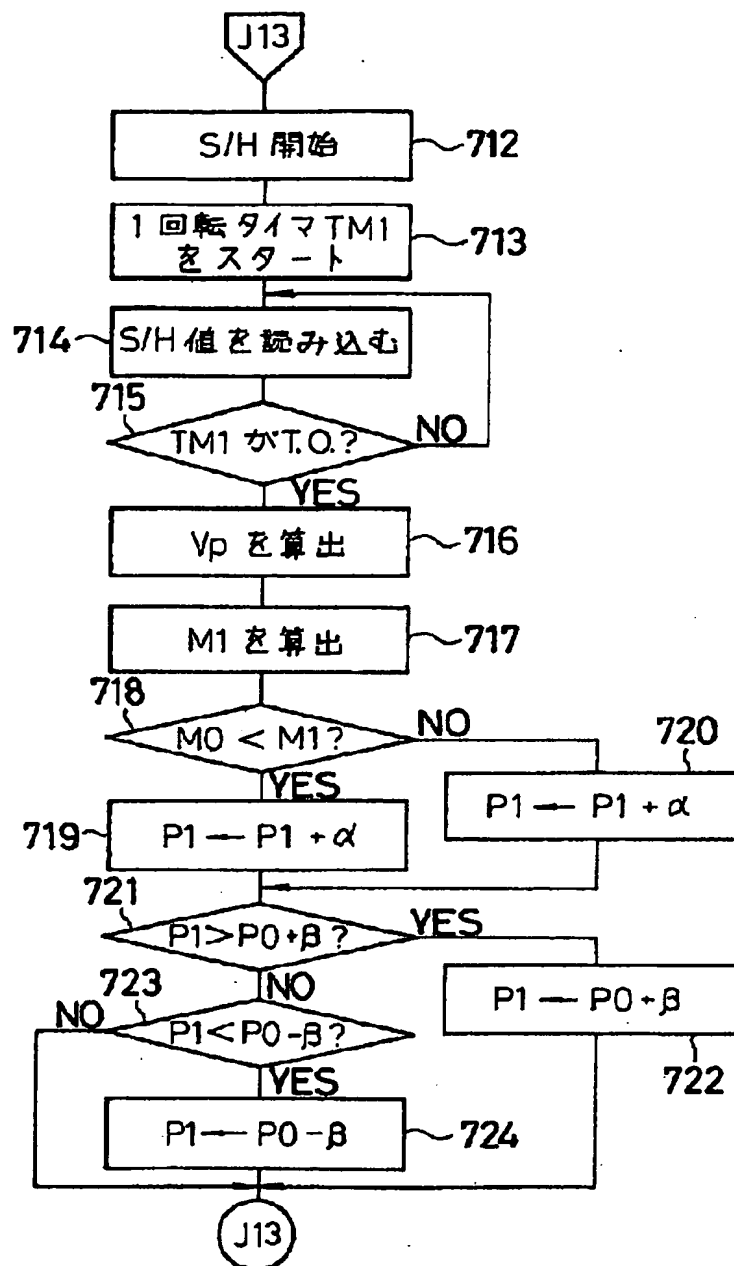 J13
S/H 開始
712
1 回転タイマ TM1
をスタート
713
714
S/H 値を読み込む
715
TM1 がT.O.?
NO
YES
Vp を算出
716
M1 を算出
717
718
M0 < M1?
NO
YES
720
P1 ← P1 + α
719
P1 ← P1 + α
721
P1>P0+β?
YES
NO
P1 ← P0+β
722
723
P1<P0-β?
NO
YES
P1← P0-β
724
J13